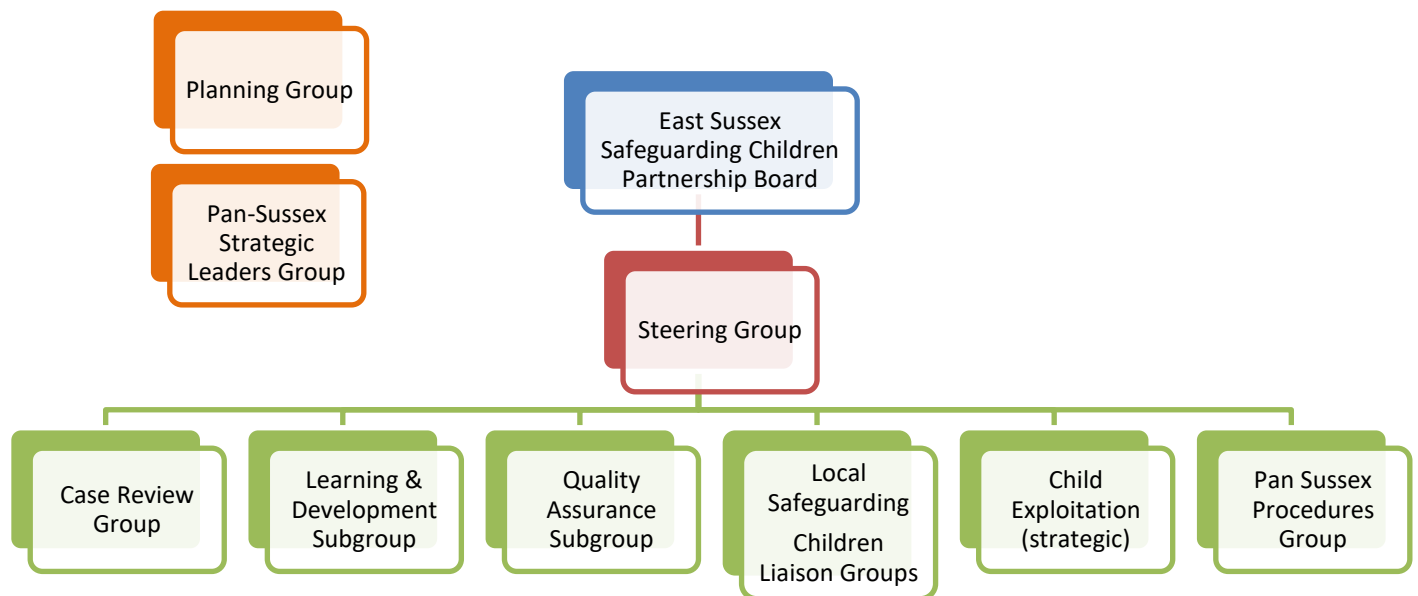 Planning Group
East Sussex
Safeguarding Children
Partnership Board
Pan-Sussex
Strategic
Leaders Group
Steering Group
Case Review
Group
Learning &
Development
Subgroup
Quality
Assurance
Subgroup
Local
Safeguarding
Children
Liaison Groups
Child
Exploitation
(strategic)
Pan Sussex
Procedures
Group